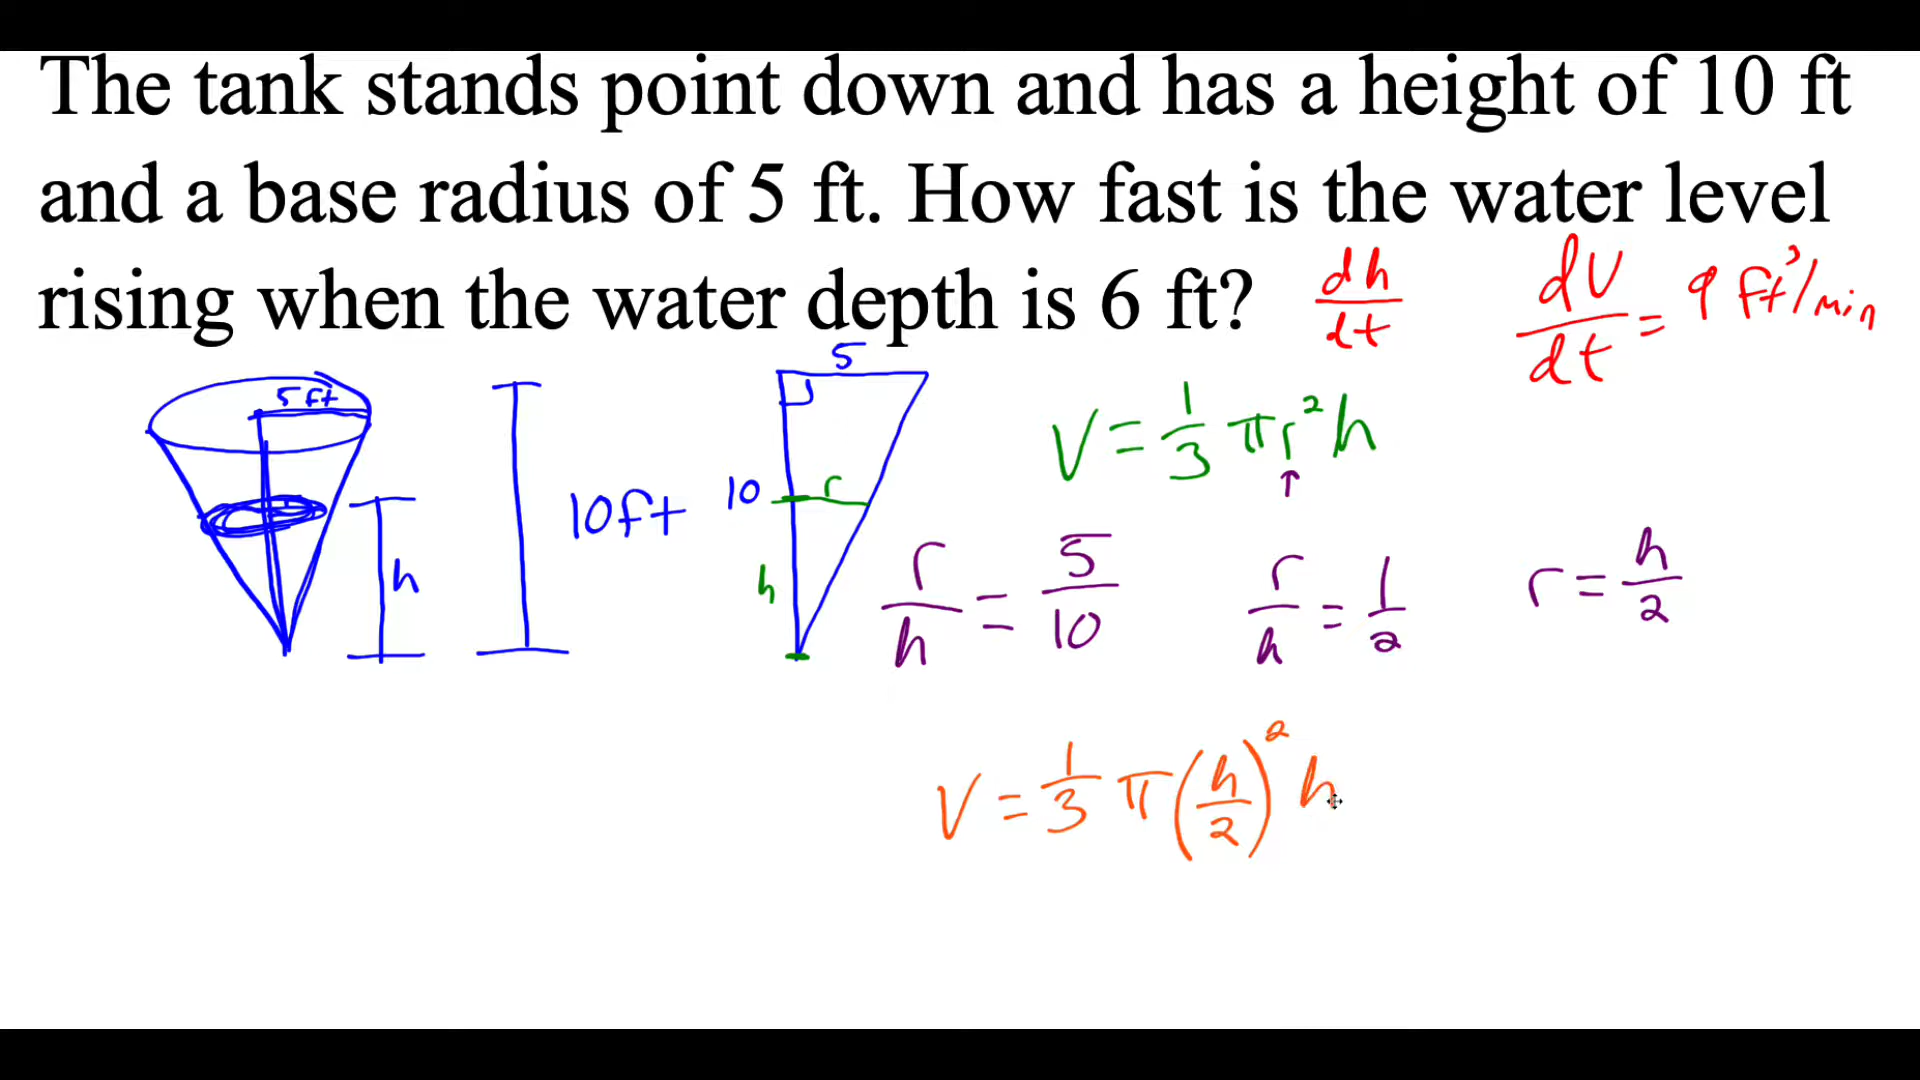 The tank stands point down and has a height of 10 ft
and a base radius of 5 ft. How fast is the water level
rising when the water depth is 6 ft? dh/dt dV/dt = 9 ft³/min
5 ft
5
V = 1/3 πr²h
↑
10 ft
10
r
h
h
r/h = 5/10
r/h = 1/2
r = h/2
V = 1/3 π(h/2)² h